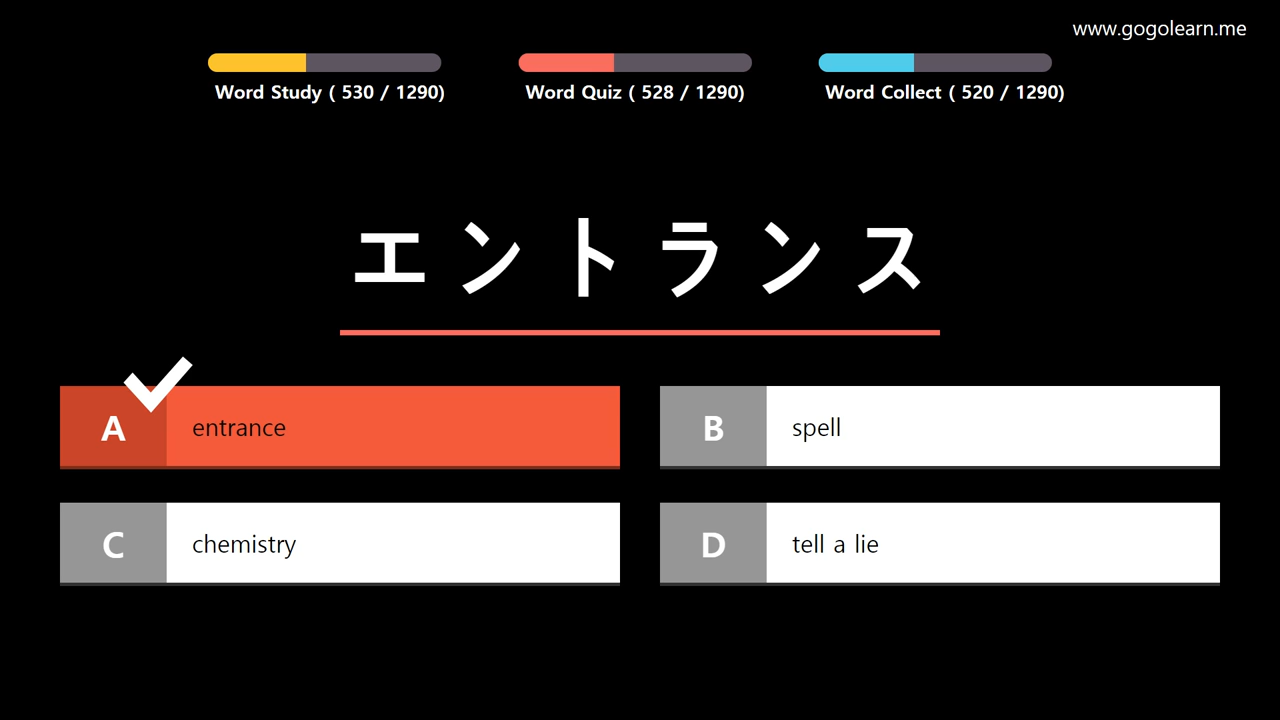 www.gogolearn.me
Word Study ( 530 / 1290)
Word Quiz ( 528 / 1290)
Word Collect ( 520 / 1290)
エントランス
A entrance
B spell
C chemistry
D tell a lie